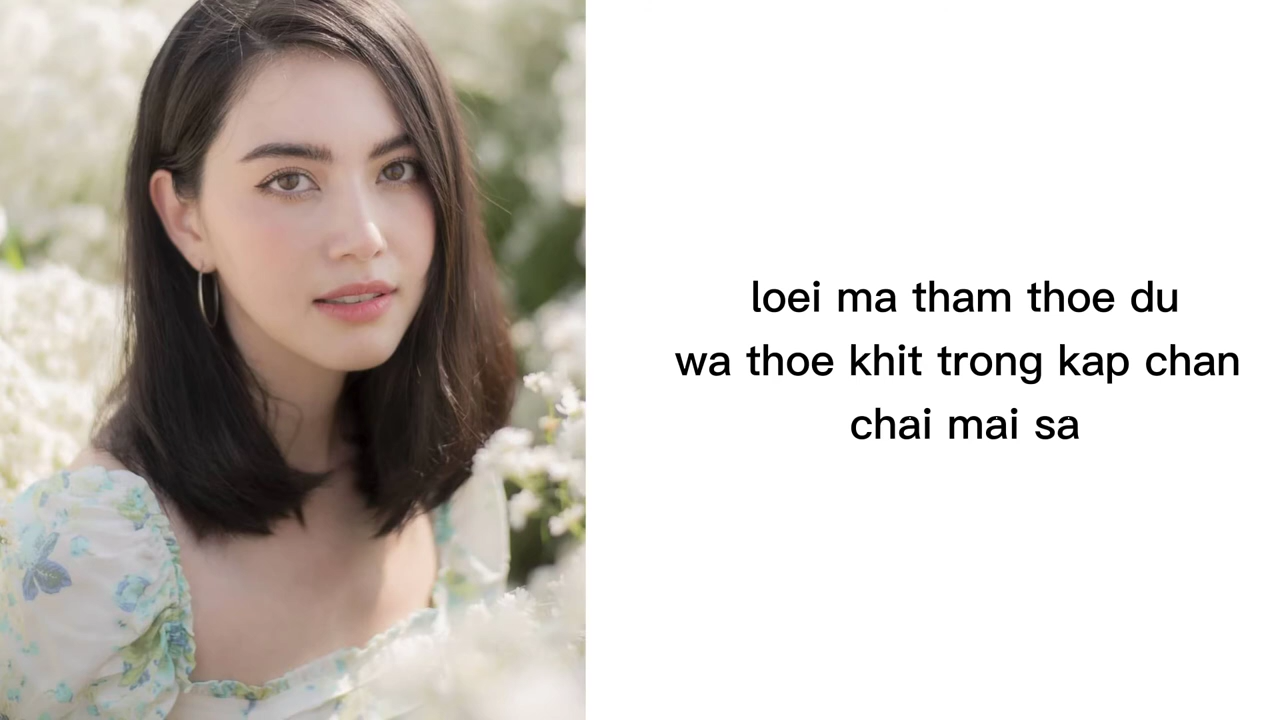 loei ma tham thoe du
wa thoe khit trong kap chan
chai mai sa